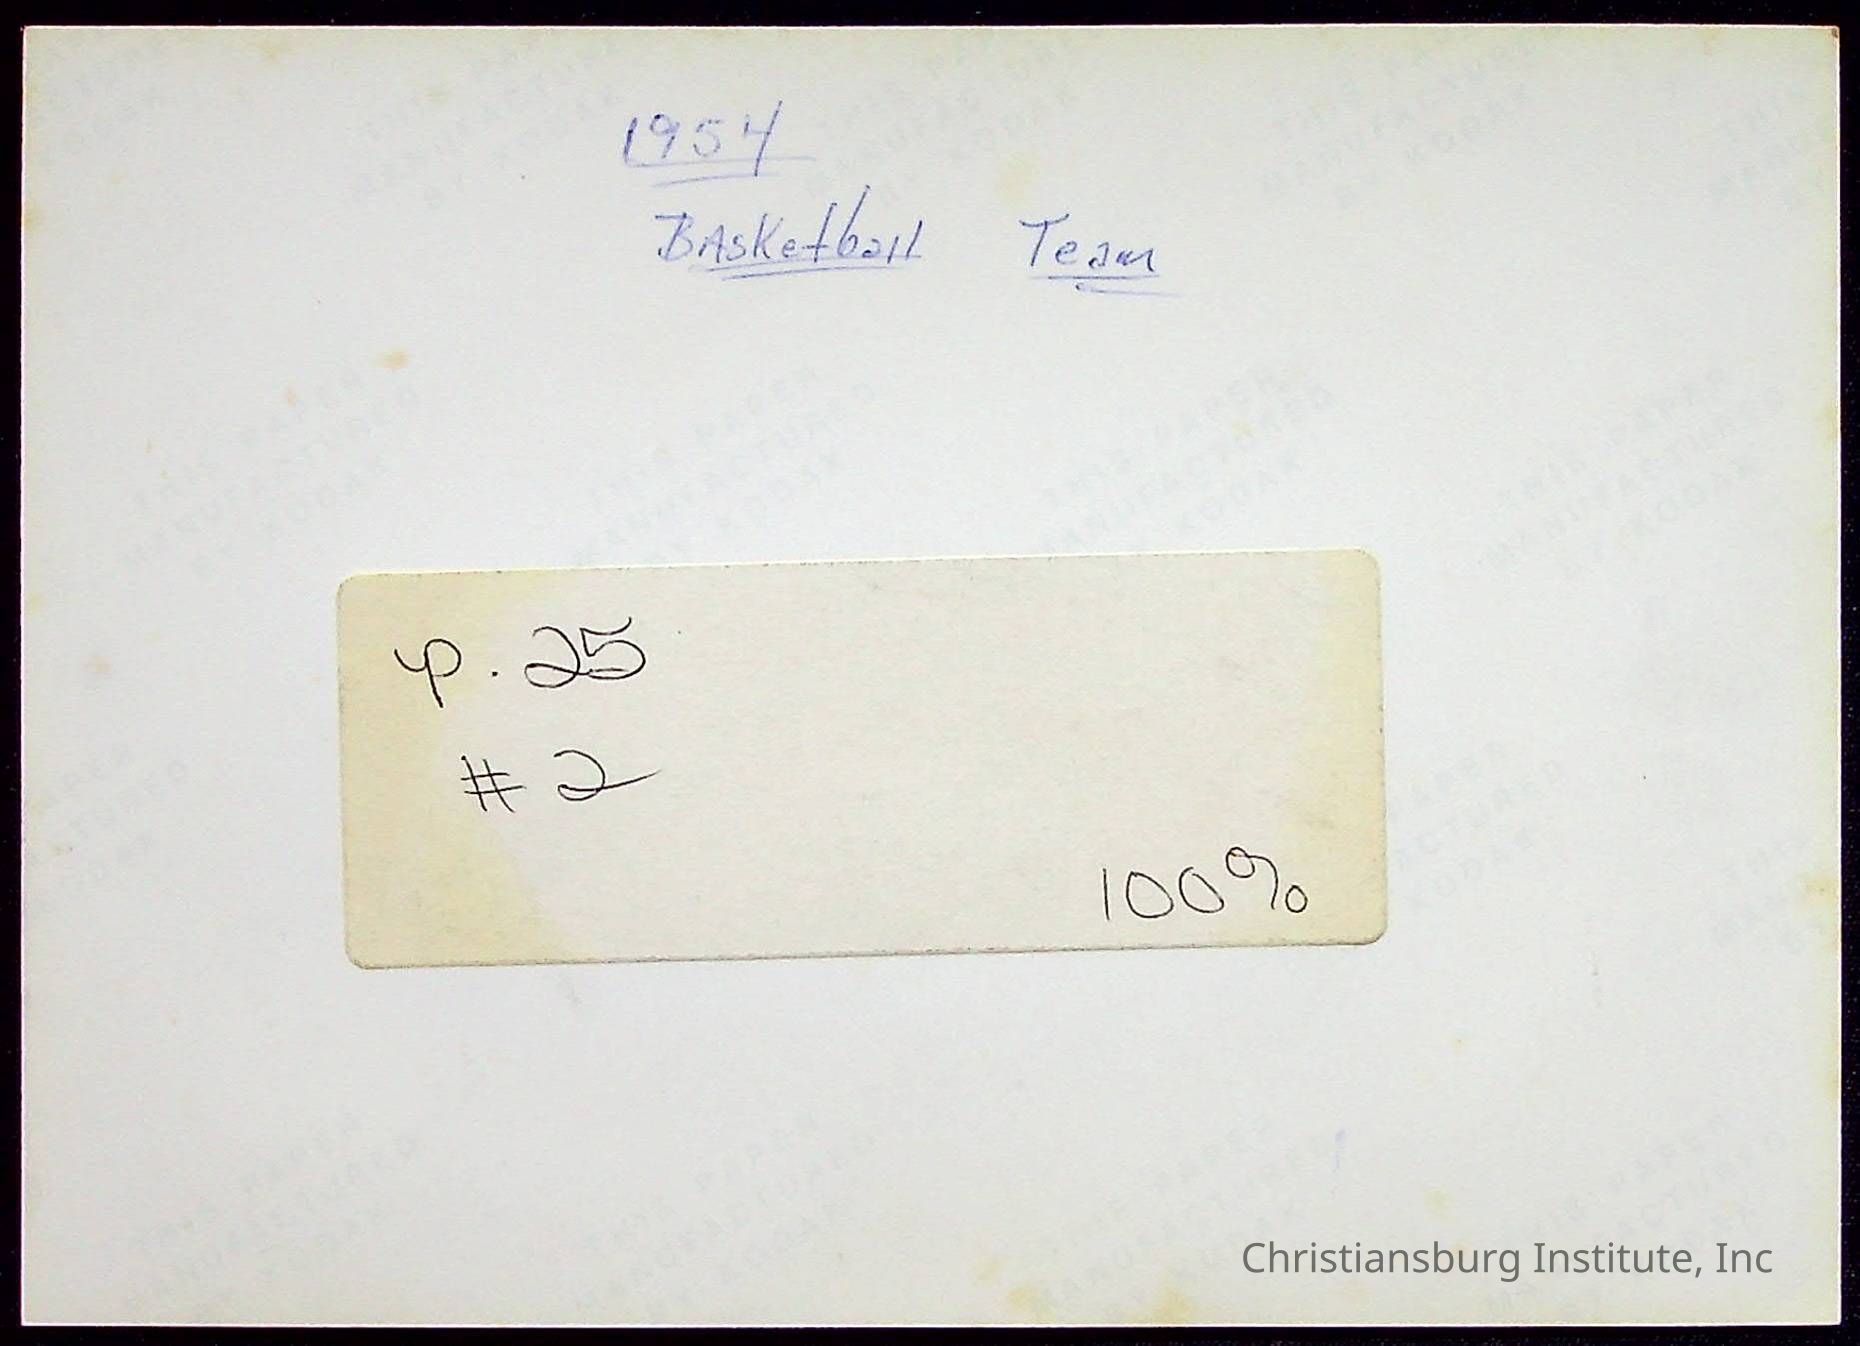 1954
Basketball Team
p. 25
# 2
100%
Christiansburg Institute, Inc